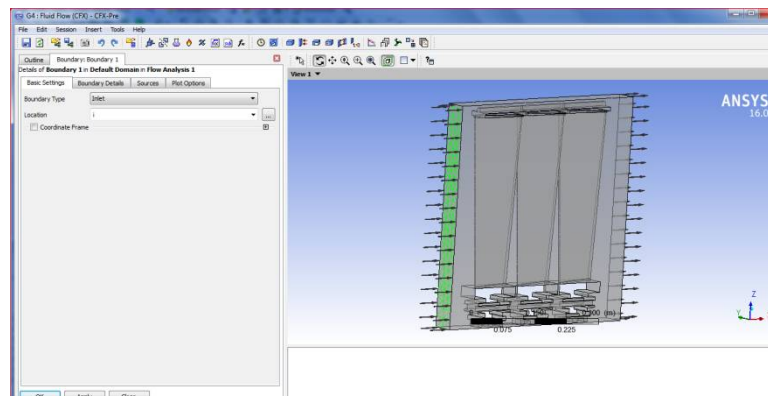 G4 : Fluid Flow (CFX) - CFX-Pre
File Edit Session Insert Tools Help
Outline Boundary: Boundary 1
Details of Boundary 1 in Default Domain in Flow Analysis 1
Basic Settings Boundary Details Sources Plot Options
Boundary Type Inlet
Location i
Coordinate Frame
View 1
ANSYS
16.0
0
(m)
0.075 0.225
Z
Y
OK Apply Close